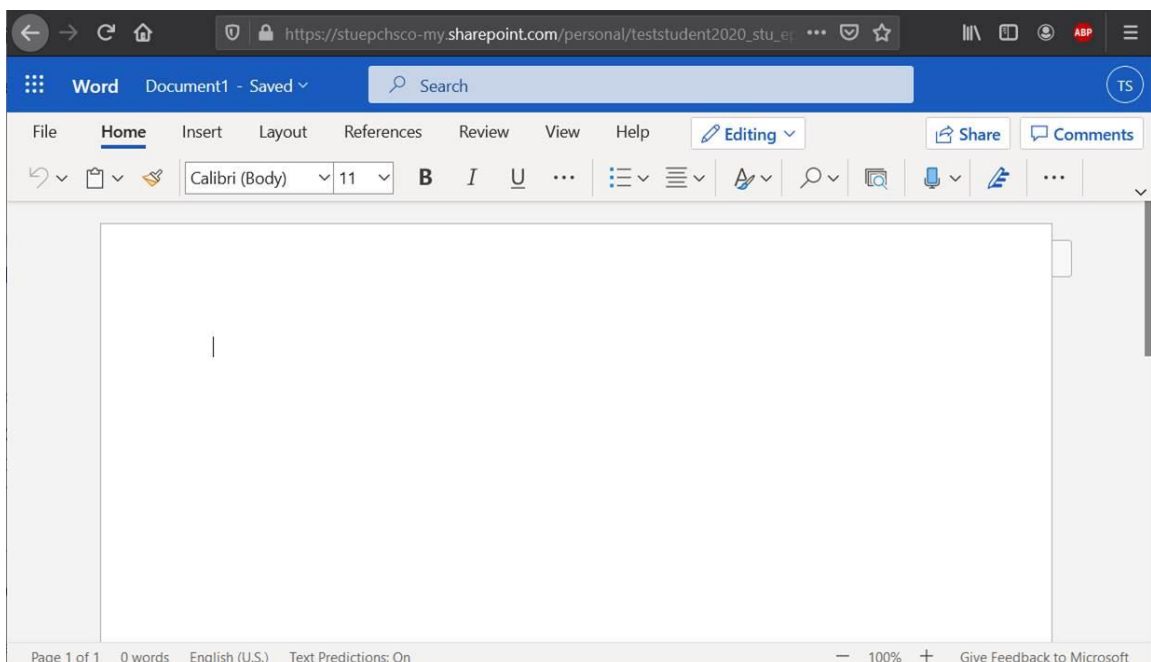 https://stuepchsco-my.sharepoint.com/personal/teststudent2020_stu_ep ABP
Word Document1 - Saved Search TS
File Home Insert Layout References Review View Help Editing Share Comments
Calibri (Body) 11 B I U
Page 1 of 1 0 words English (U.S.) Text Predictions: On 100% Give Feedback to Microsoft